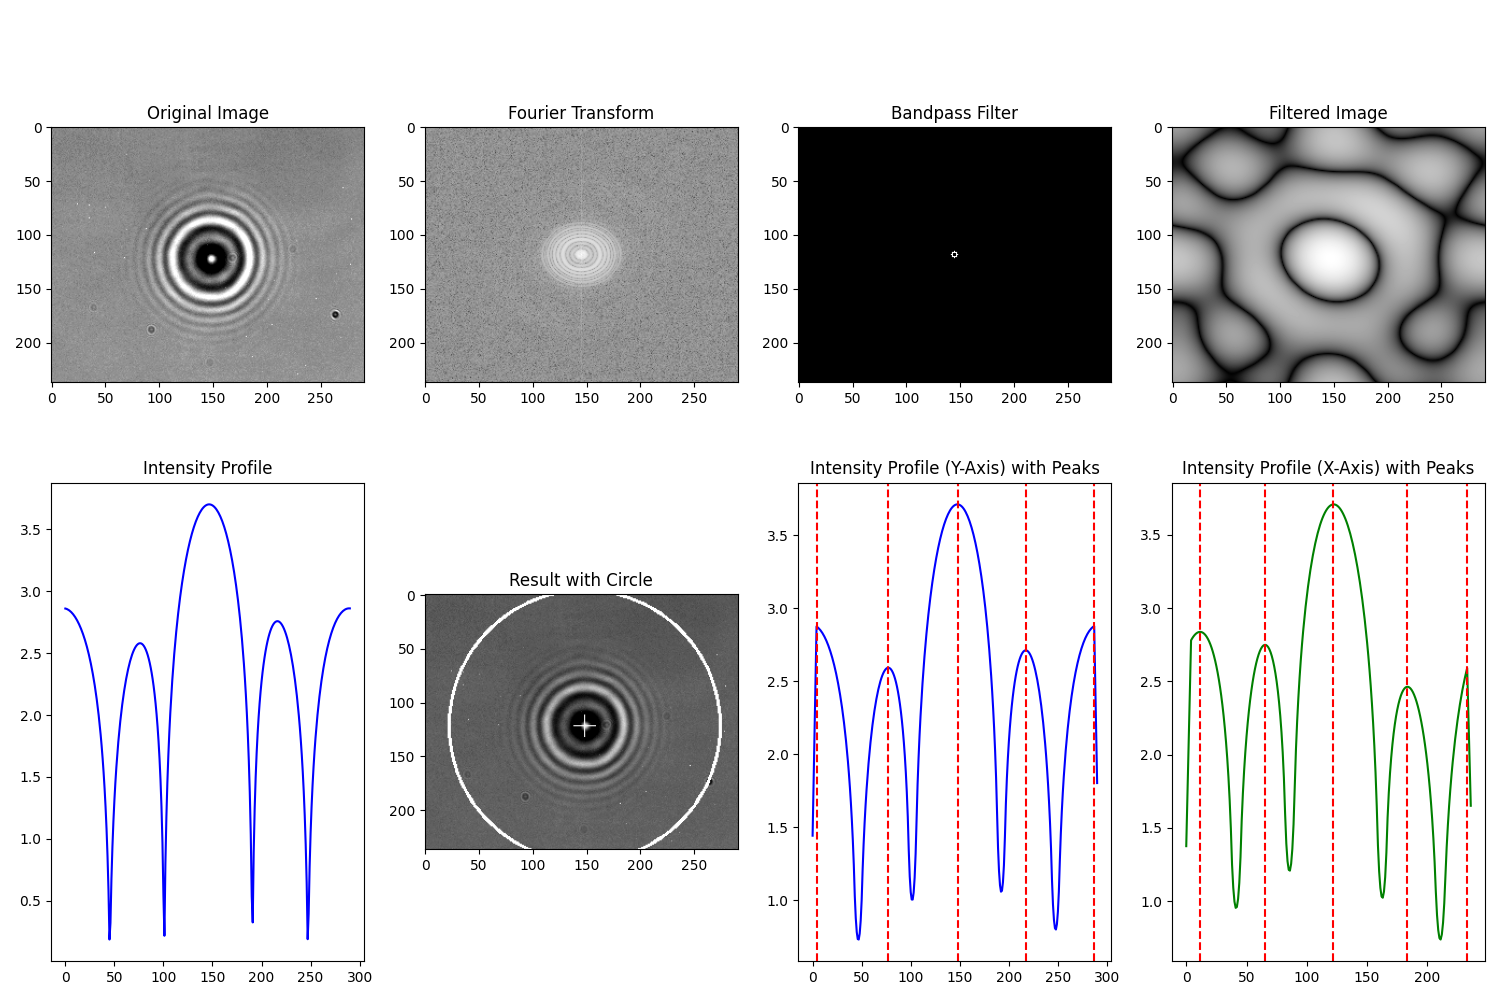 Original Image
0
50
100
150
200
0 50 100 150 200 250
Fourier Transform
0
50
100
150
200
0 50 100 150 200 250
Bandpass Filter
0
50
100
150
200
0 50 100 150 200 250
Filtered Image
0
50
100
150
200
0 50 100 150 200 250
Intensity Profile
3.5
3.0
2.5
2.0
1.5
1.0
0.5
0 50 100 150 200 250 300
Result with Circle
0
50
100
150
200
0 50 100 150 200 250
Intensity Profile (Y-Axis) with Peaks
3.5
3.0
2.5
2.0
1.5
1.0
0 50 100 150 200 250 300
Intensity Profile (X-Axis) with Peaks
3.5
3.0
2.5
2.0
1.5
1.0
0 50 100 150 200